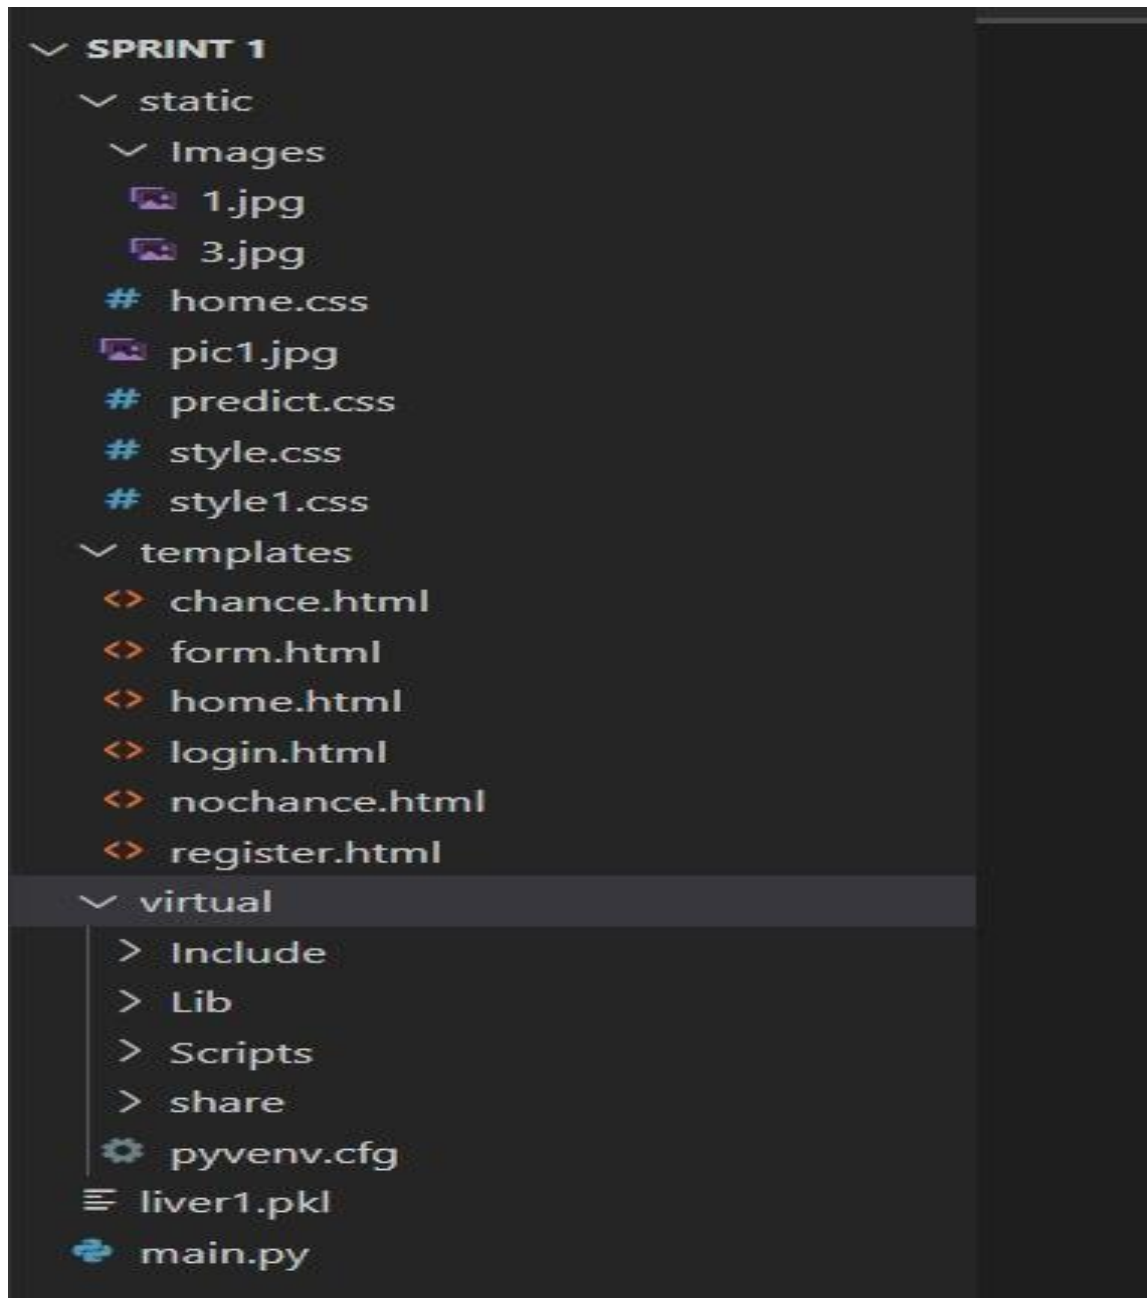 SPRINT 1
static
Images
1.jpg
3.jpg
# home.css
pic1.jpg
# predict.css
# style.css
# style1.css
templates
<> chance.html
<> form.html
<> home.html
<> login.html
<> nochance.html
<> register.html
virtual
> Include
> Lib
> Scripts
> share
pyvenv.cfg
liver1.pkl
main.py